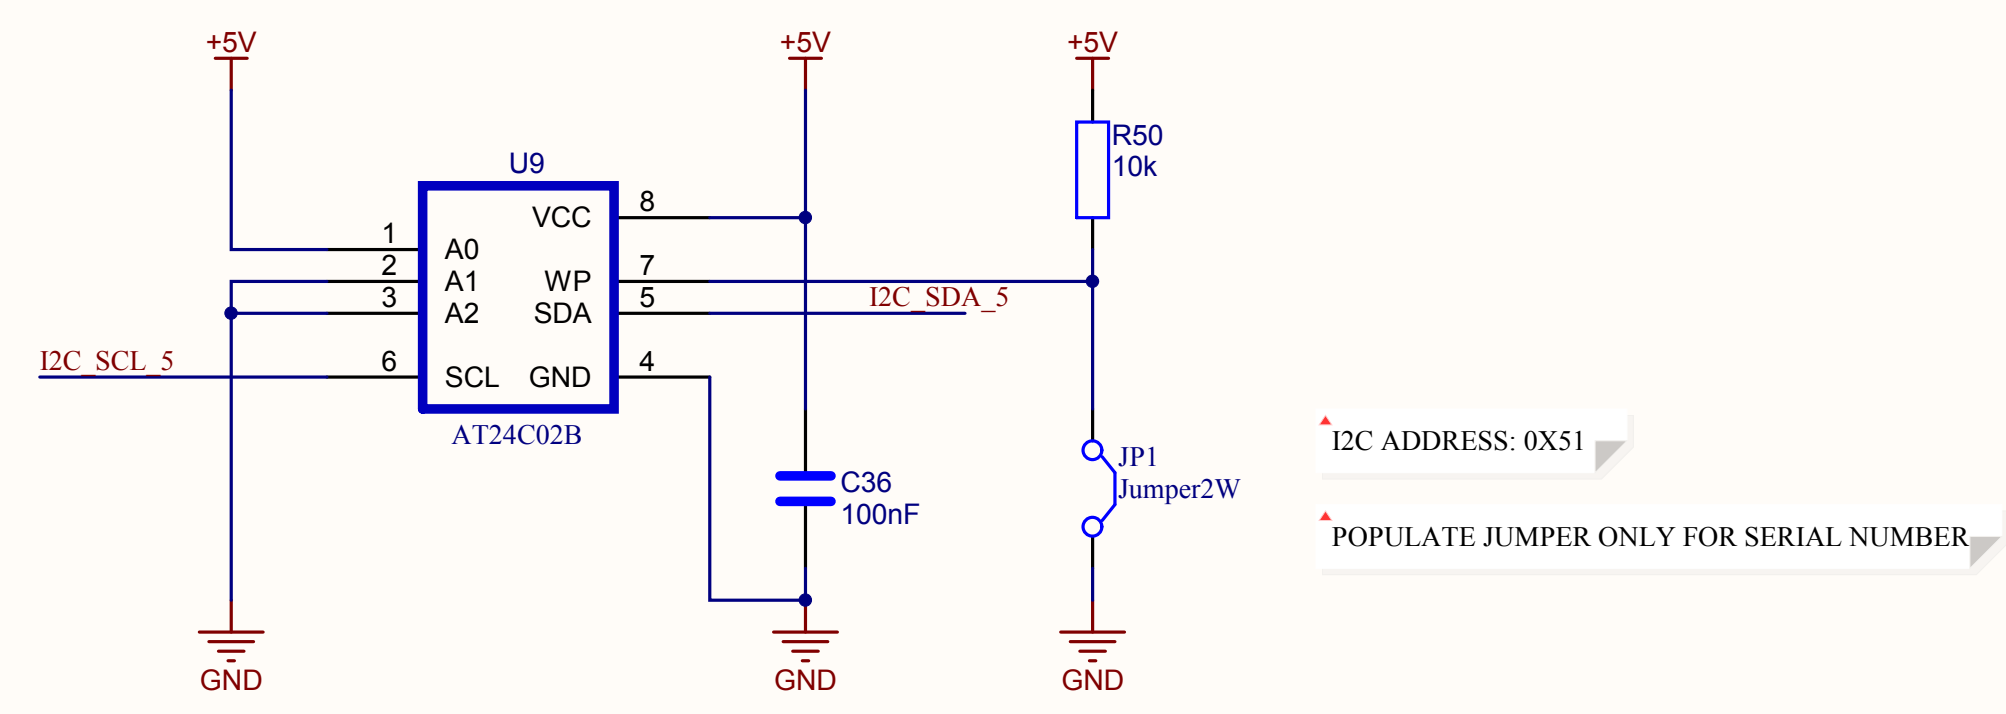 +5V
+5V
+5V
R50
10k
U9
VCC
8
1
A0
2
A1
WP
7
3
A2
SDA
5
I2C_SDA_5
I2C_SCL_5
6
SCL
GND
4
AT24C02B
C36
100nF
JP1
Jumper2W
I2C ADDRESS: 0X51
POPULATE JUMPER ONLY FOR SERIAL NUMBER
GND
GND
GND